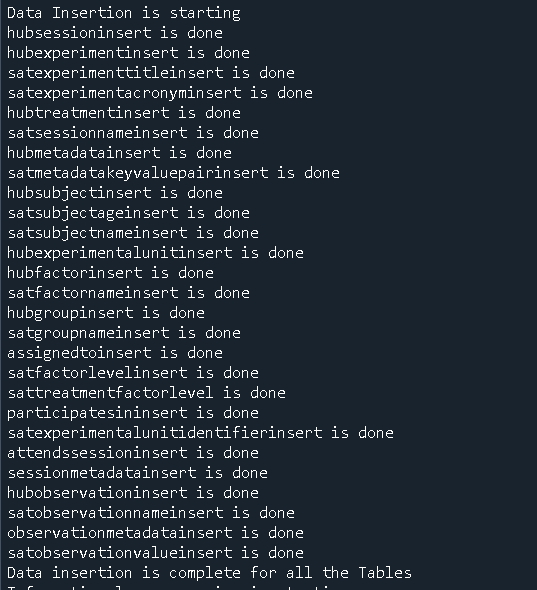 Data Insertion is starting
hubsessioninsert is done
hubexperimentinsert is done
satexperimenttitleinsert is done
satexperimentacronyminsert is done
hubtreatmentinsert is done
satsessionnameinsert is done
hubmetadatainsert is done
satmetadatakeyvaluepairinsert is done
hubsubjectinsert is done
satsubjectageinsert is done
satsubjectnameinsert is done
hubexperimentalunitinsert is done
hubfactorinsert is done
satfactornameinsert is done
hubgroupinsert is done
satgroupnameinsert is done
assignedtoinsert is done
satfactorlevelinsert is done
sattreatmentfactorlevel is done
participatesininsert is done
satexperimentalunitidentifierinsert is done
attendssessioninsert is done
sessionmetadatainsert is done
hubobservationinsert is done
satobservationnameinsert is done
observationmetadatainsert is done
satobservationvalueinsert is done
Data insertion is complete for all the Tables